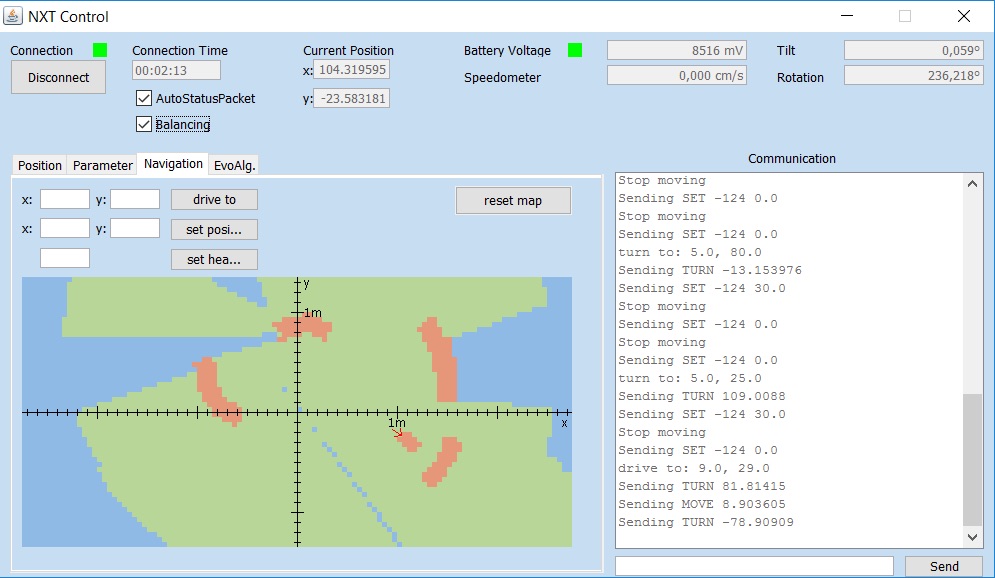 NXT Control
Connection
Connection Time
Current Position
Battery Voltage
8516 mV
Tilt
0,059º
Disconnect
00:02:13
x: 104.319595
Speedometer
0,000 cm/s
Rotation
236,218º
AutoStatusPacket
y: -23.583181
Balancing
Position
Parameter
Navigation
EvoAlg.
Communication
x:
y:
drive to
reset map
x:
y:
set posi...
set hea...
y
1m
1m
x
Stop moving
Sending SET -124 0.0
Stop moving
Sending SET -124 0.0
turn to: 5.0, 80.0
Sending TURN -13.153976
Sending SET -124 30.0
Stop moving
Sending SET -124 0.0
Stop moving
Sending SET -124 0.0
turn to: 5.0, 25.0
Sending TURN 109.0088
Sending SET -124 30.0
Stop moving
Sending SET -124 0.0
drive to: 9.0, 29.0
Sending TURN 81.81415
Sending MOVE 8.903605
Sending TURN -78.90909
Send